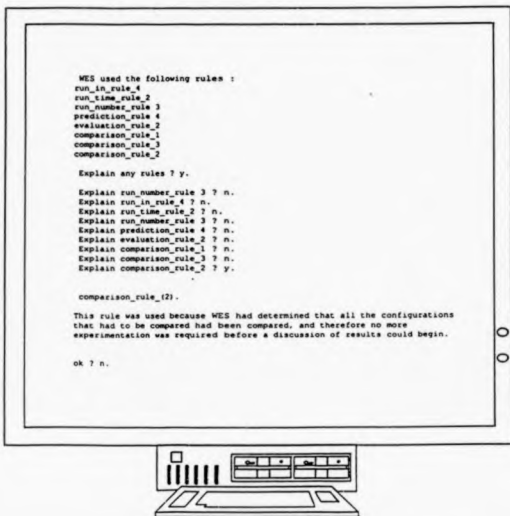 WES used the following rules :
run_in_rule_4
run_time_rule_2
run_number_rule 3
prediction_rule 4
evaluation_rule_2
comparison_rule_1
comparison_rule_3
comparison_rule_2
Explain any rules ? y.
Explain run_number_rule 3 ? n.
Explain run_in_rule_4 ? n.
Explain run_time_rule_2 ? n.
Explain run_number_rule 3 ? n.
Explain prediction_rule 4 ? n.
Explain evaluation_rule_2 ? n.
Explain comparison_rule_1 ? n.
Explain comparison_rule_3 ? n.
Explain comparison_rule_2 ? y.
comparison_rule_(2).
This rule was used because WES had determined that all the configurations
that had to be compared had been compared, and therefore no more
experimentation was required before a discussion of results could begin.
ok ? n.